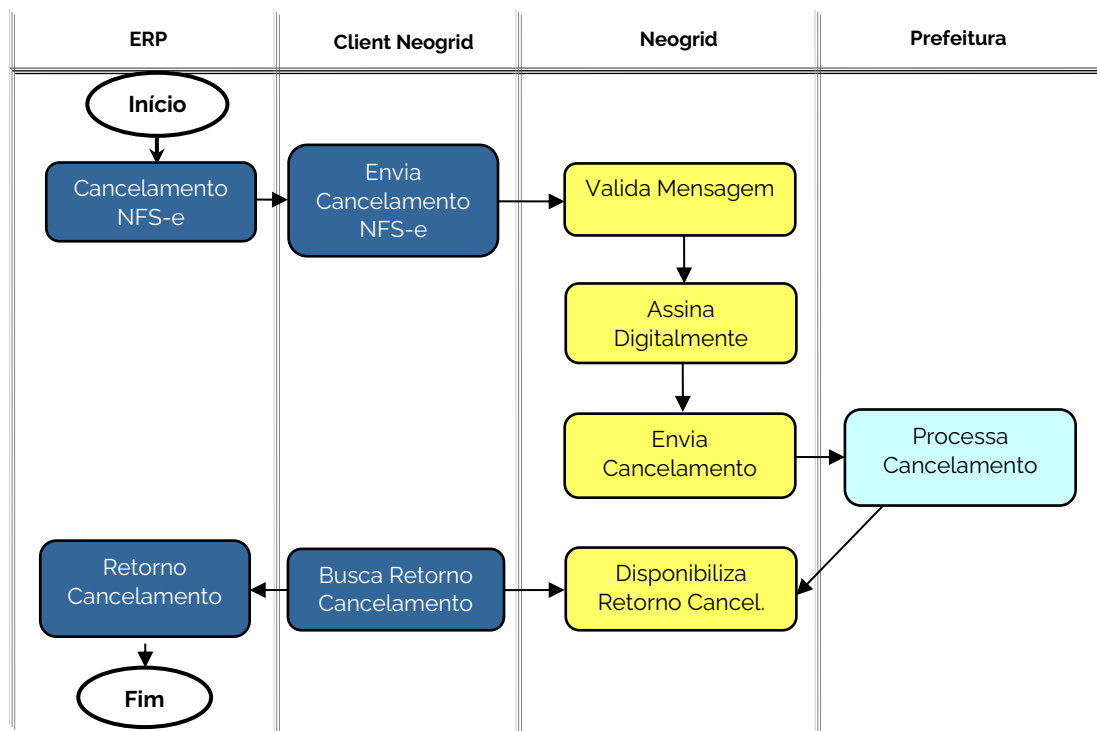 ERP
Client Neogrid
Neogrid
Prefeitura
Início
Cancelamento
NFS-e
Envia
Cancelamento
NFS-e
Valida Mensagem
Assina
Digitalmente
Envia
Cancelamento
Processa
Cancelamento
Retorno
Cancelamento
Busca Retorno
Cancelamento
Disponibiliza
Retorno Cancel.
Fim